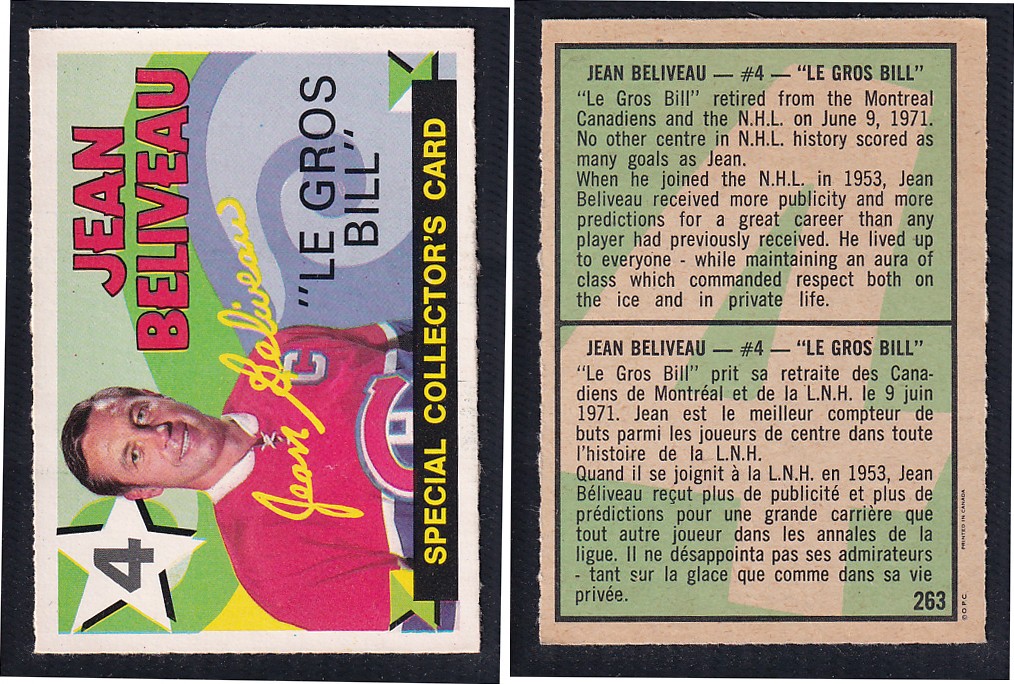 JEAN
BELIVEAU
"LE GROS
BILL"
Jean Beliveau
4
C
SPECIAL COLLECTOR'S CARD
JEAN BELIVEAU — #4 — "LE GROS BILL"
"Le Gros Bill" retired from the Montreal
Canadiens and the N.H.L. on June 9, 1971.
No other centre in N.H.L. history scored as
many goals as Jean.
When he joined the N.H.L. in 1953, Jean
Beliveau received more publicity and more
predictions for a great career than any
player had previously received. He lived up
to everyone - while maintaining an aura of
class which commanded respect both on
the ice and in private life.
JEAN BELIVEAU — #4 — "LE GROS BILL"
"Le Gros Bill" prit sa retraite des Cana-
diens de Montréal et de la L.N.H. le 9 juin
1971. Jean est le meilleur compteur de
buts parmi les joueurs de centre dans toute
l'histoire de la L.N.H.
Quand il se joignit à la L.N.H. en 1953, Jean
Béliveau reçut plus de publicité et plus de
prédictions pour une grande carrière que
tout autre joueur dans les annales de la
ligue. Il ne désappointa pas ses admirateurs
- tant sur la glace que comme dans sa vie
privée.
263
© O.P.C.
PRINTED IN CANADA